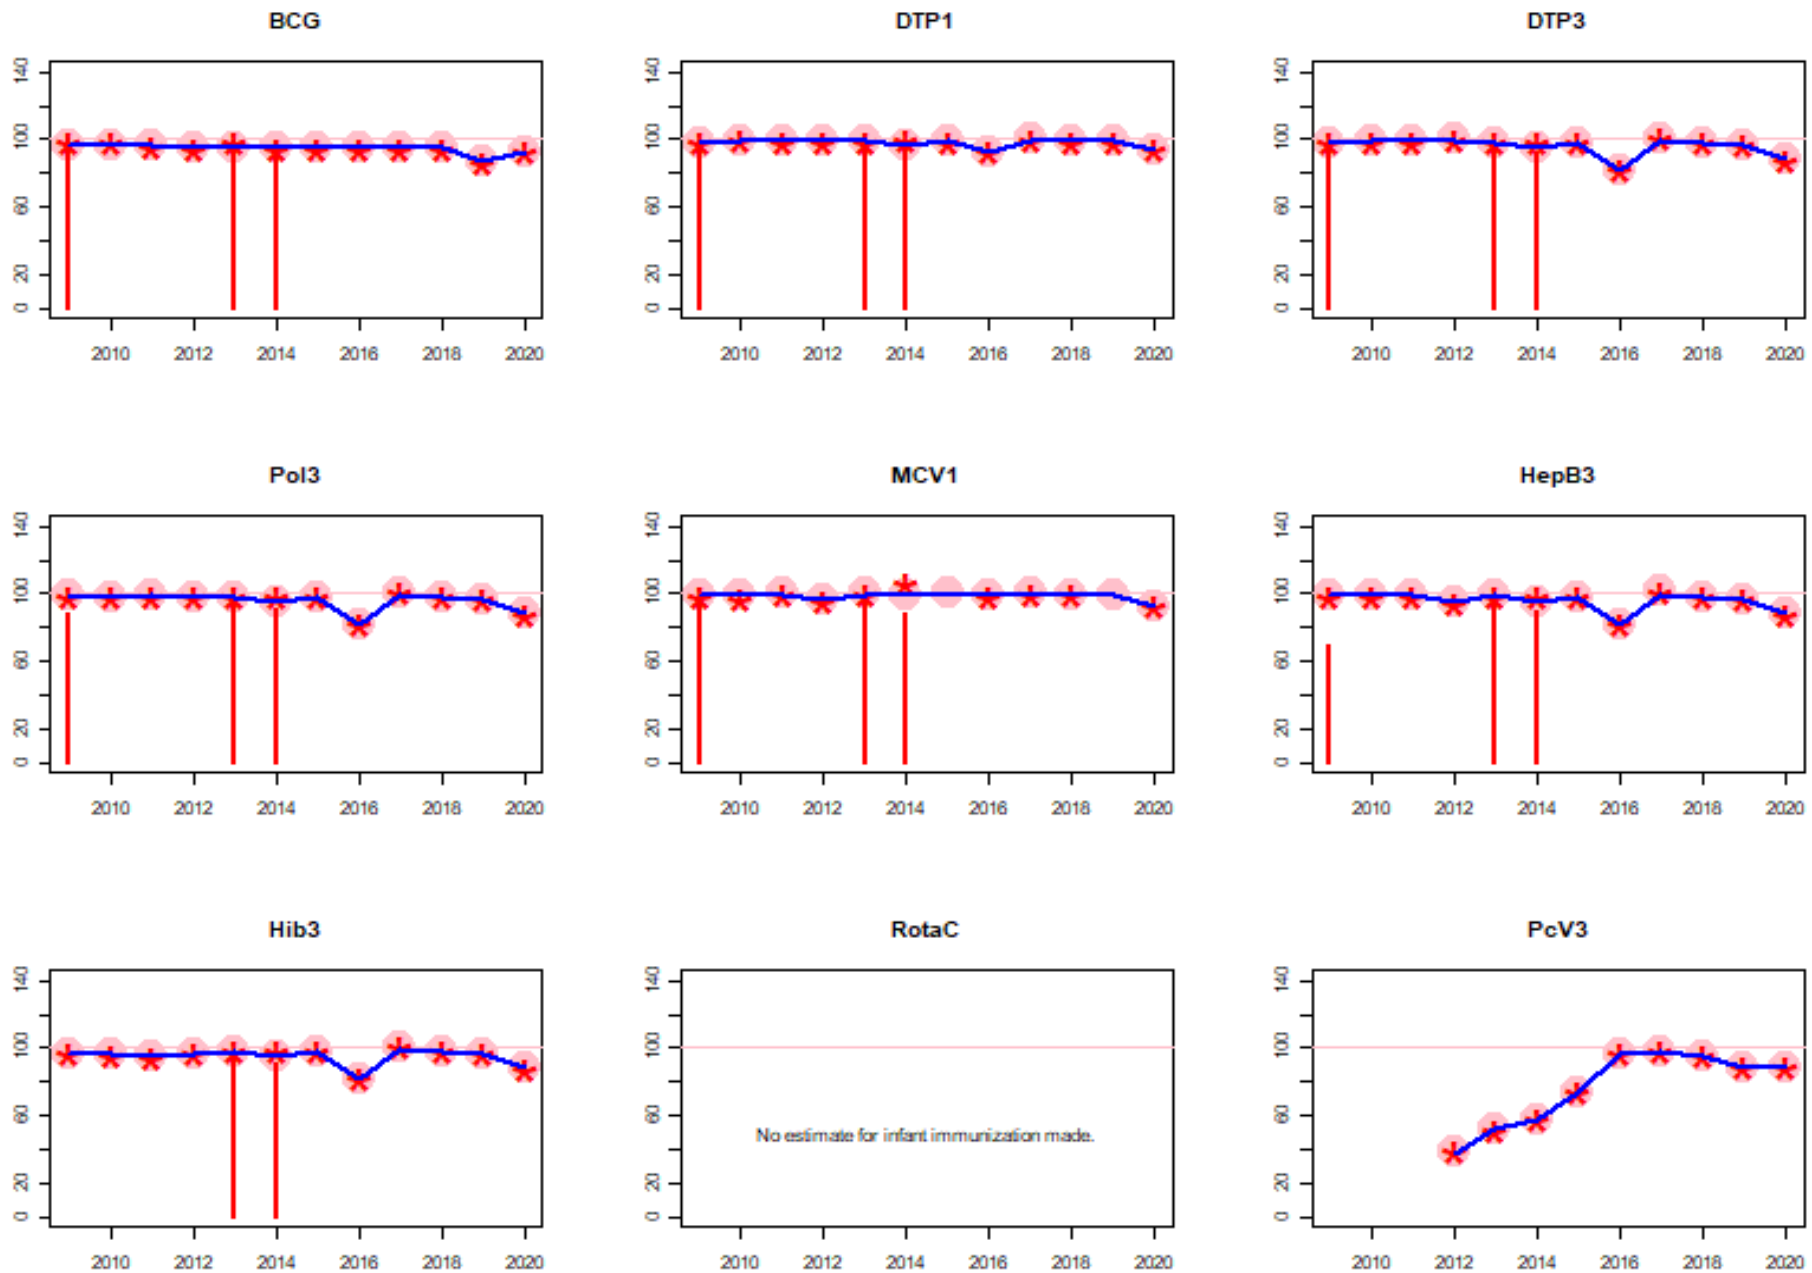 BCG DTP1 DTP3
140 140 140
100 100 100
60 60 60
20 20 20
0 0 0
2010 2012 2014 2016 2018 2020 2010 2012 2014 2016 2018 2020 2010 2012 2014 2016 2018 2020
Pol3 MCV1 HepB3
140 140 140
100 100 100
60 60 60
20 20 20
0 0 0
2010 2012 2014 2016 2018 2020 2010 2012 2014 2016 2018 2020 2010 2012 2014 2016 2018 2020
Hib3 RotaC PcV3
140 140 140
100 100 100
60 60 60
No estimate for infant immunization made.
20 20 20
0 0 0
2010 2012 2014 2016 2018 2020 2010 2012 2014 2016 2018 2020 2010 2012 2014 2016 2018 2020